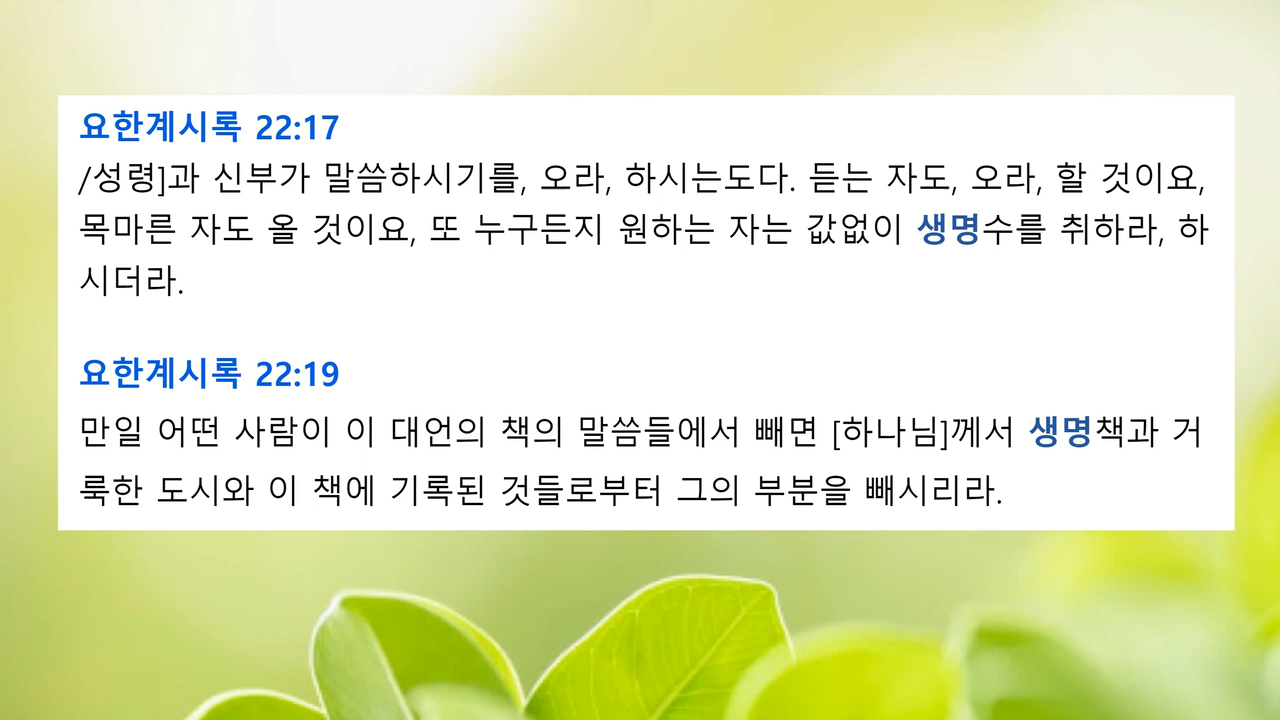 요한계시록 22:17
/성령]과 신부가 말씀하시기를, 오라, 하시는도다. 듣는 자도, 오라, 할 것이요,
목마른 자도 올 것이요, 또 누구든지 원하는 자는 값없이 생명수를 취하라, 하
시더라.
요한계시록 22:19
만일 어떤 사람이 이 대언의 책의 말씀들에서 빼면 [하나님]께서 생명책과 거
룩한 도시와 이 책에 기록된 것들로부터 그의 부분을 빼시리라.